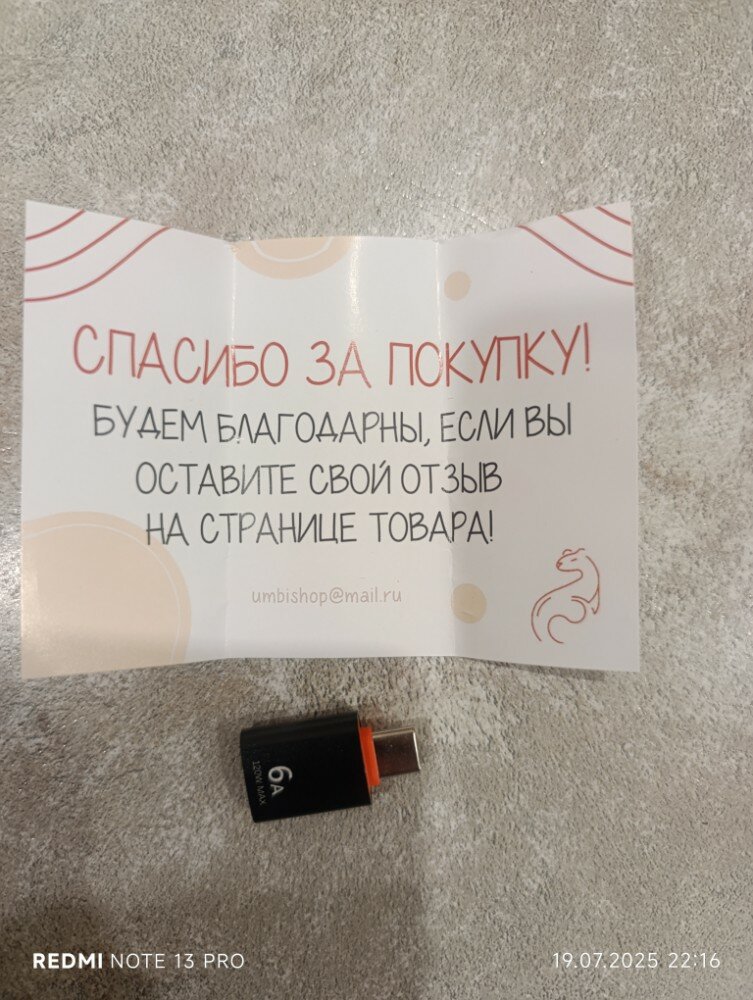 СПАСИБО ЗА ПОКУПКУ!
БУДЕМ БЛАГОДАРНЫ, ЕСЛИ ВЫ
ОСТАВИТЕ СВОЙ ОТЗЫВ
НА СТРАНИЦЕ ТОВАРА!
umbishop@mail.ru
6A
120W MAX
REDMI NOTE 13 PRO
19.07.2025 22:16